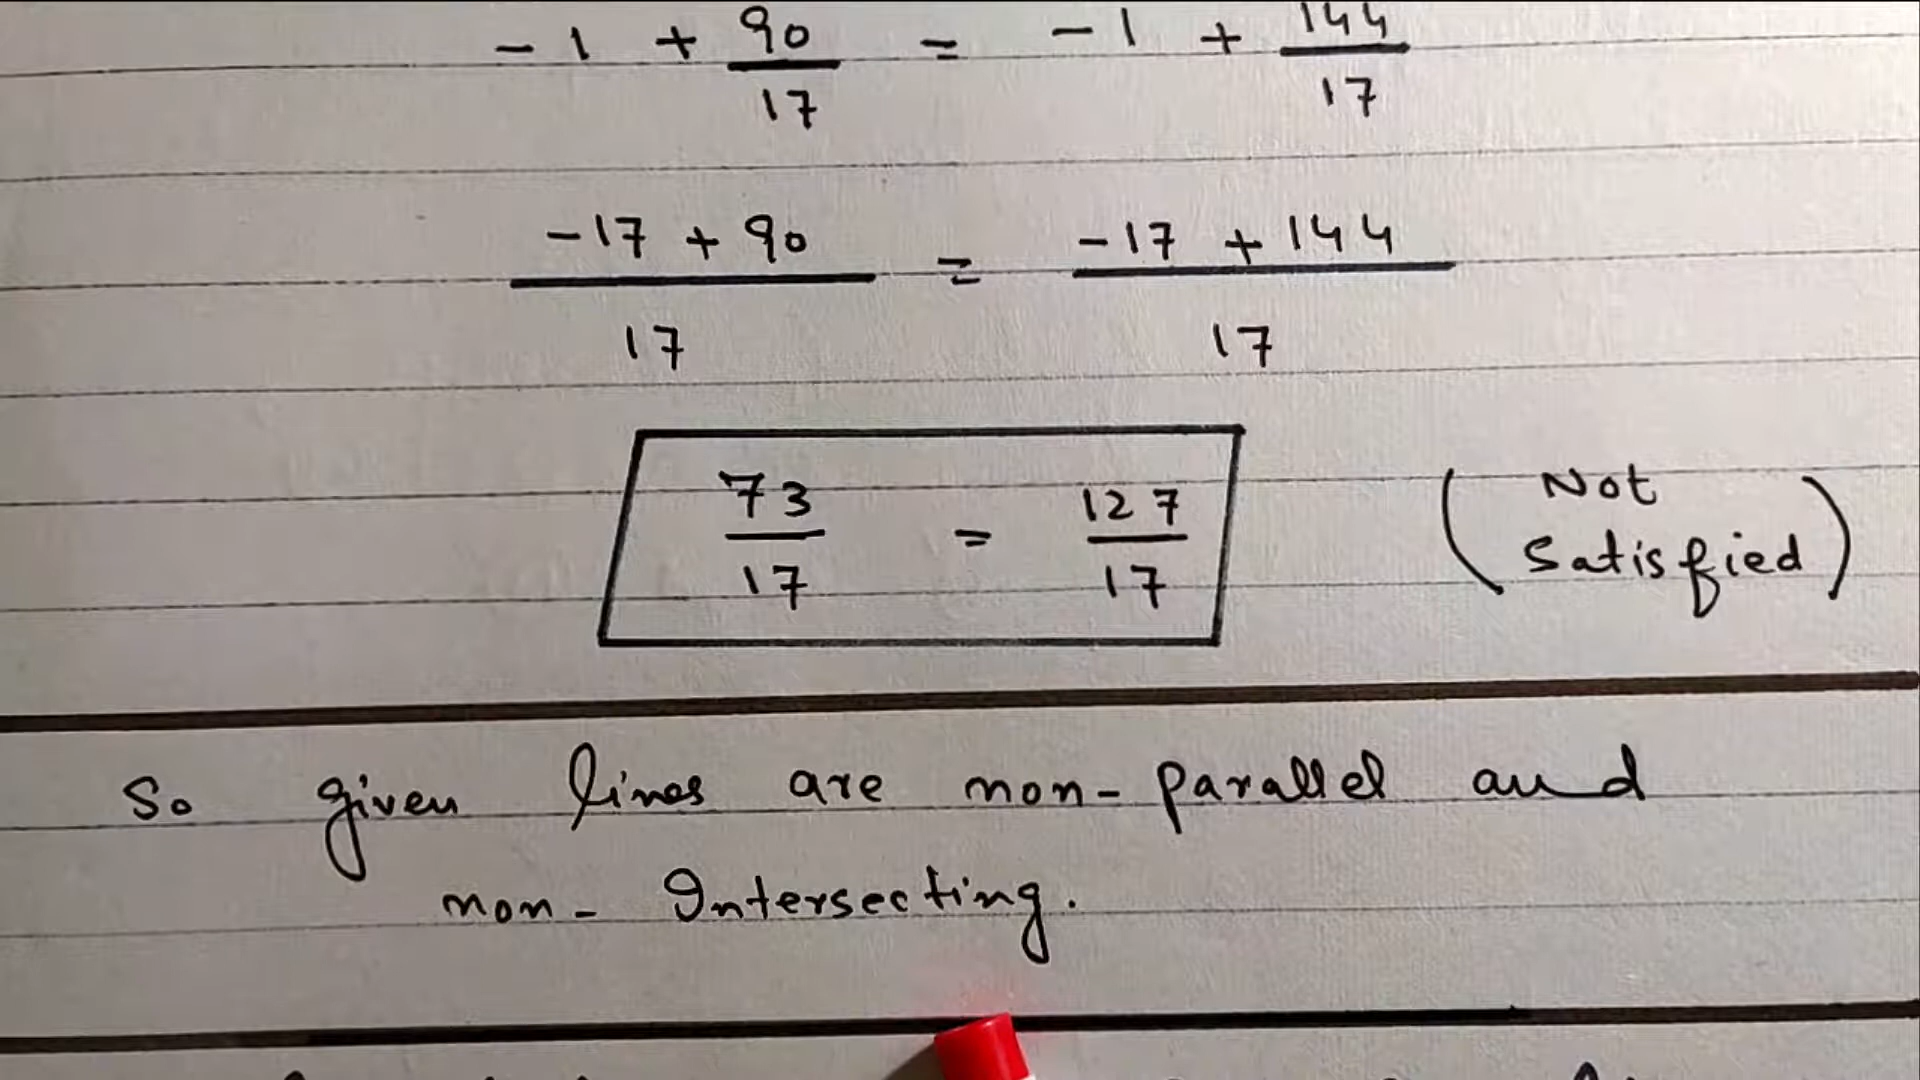 - 1 + 90/17 = - 1 + 144/17
-17 + 90/17 = -17 + 144/17
73/17 = 127/17 (Not Satisfied)
So given lines are non-parallel and
non-Intersecting.